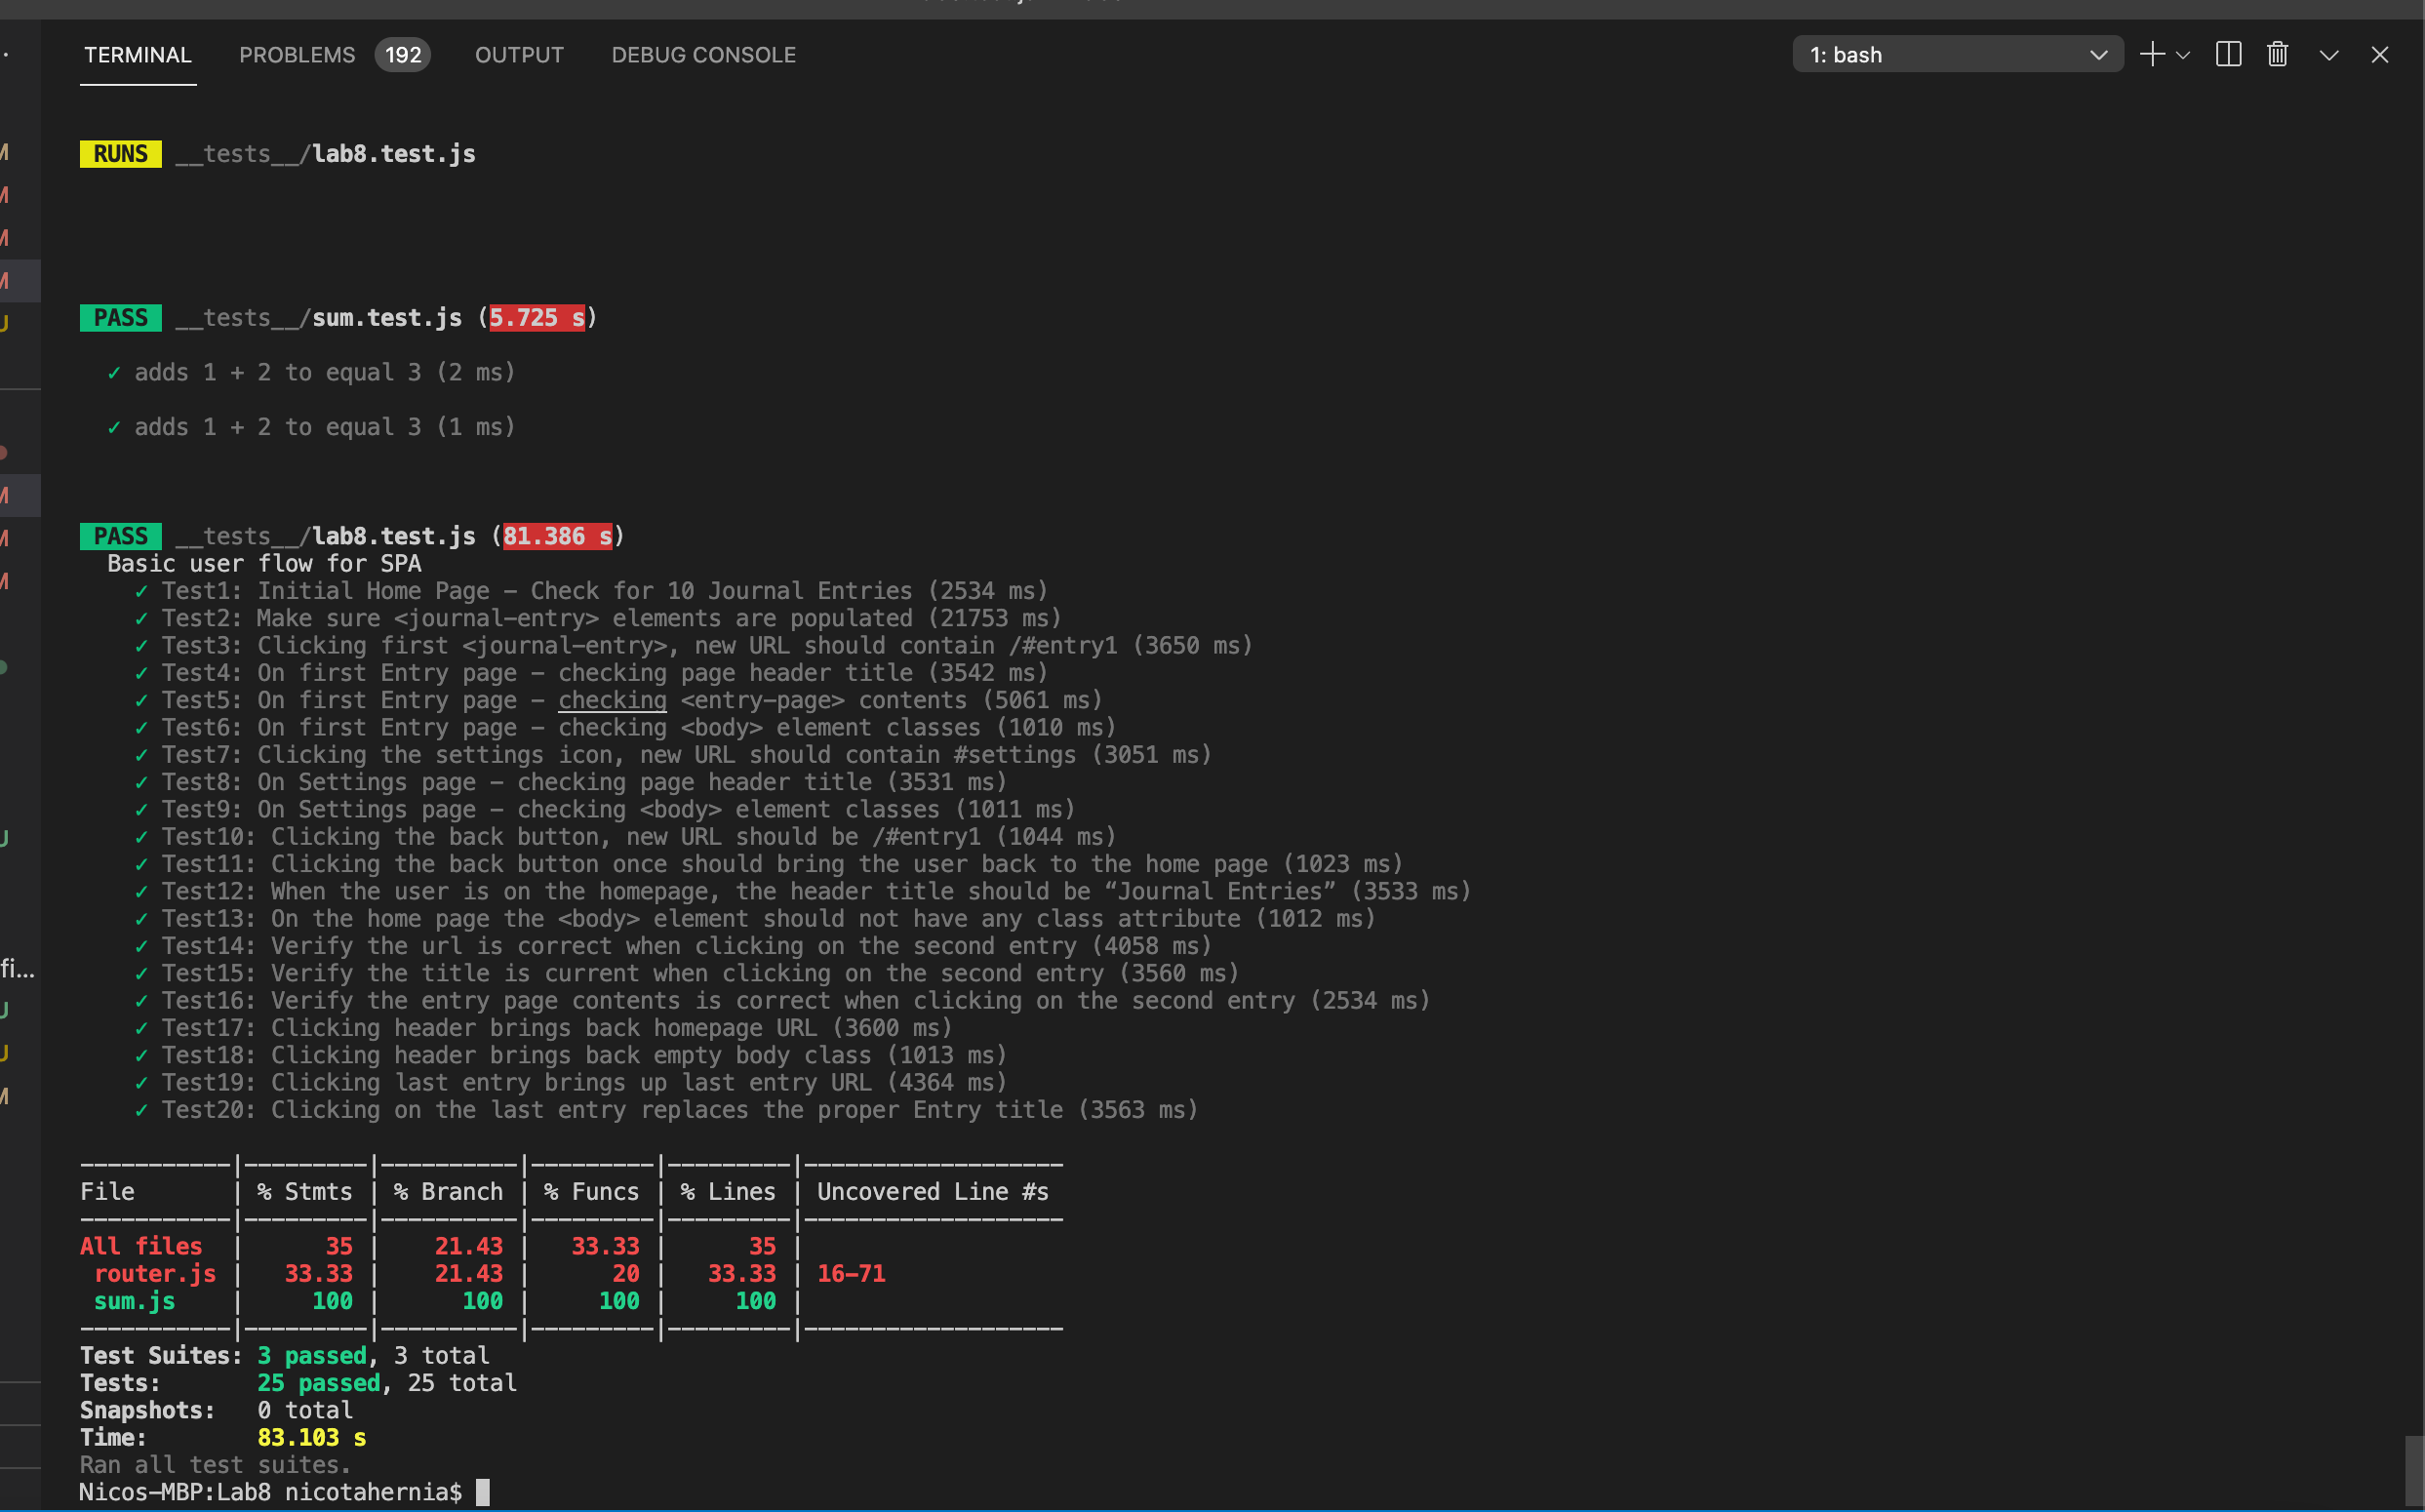 TERMINAL PROBLEMS 192 OUTPUT DEBUG CONSOLE 1: bash
RUNS __tests__/lab8.test.js
PASS __tests__/sum.test.js (5.725 s)
✓ adds 1 + 2 to equal 3 (2 ms)
✓ adds 1 + 2 to equal 3 (1 ms)
PASS __tests__/lab8.test.js (81.386 s)
Basic user flow for SPA
✓ Test1: Initial Home Page - Check for 10 Journal Entries (2534 ms)
✓ Test2: Make sure <journal-entry> elements are populated (21753 ms)
✓ Test3: Clicking first <journal-entry>, new URL should contain /#entry1 (3650 ms)
✓ Test4: On first Entry page - checking page header title (3542 ms)
✓ Test5: On first Entry page - checking <entry-page> contents (5061 ms)
✓ Test6: On first Entry page - checking <body> element classes (1010 ms)
✓ Test7: Clicking the settings icon, new URL should contain #settings (3051 ms)
✓ Test8: On Settings page - checking page header title (3531 ms)
✓ Test9: On Settings page - checking <body> element classes (1011 ms)
✓ Test10: Clicking the back button, new URL should be /#entry1 (1044 ms)
✓ Test11: Clicking the back button once should bring the user back to the home page (1023 ms)
✓ Test12: When the user is on the homepage, the header title should be “Journal Entries” (3533 ms)
✓ Test13: On the home page the <body> element should not have any class attribute (1012 ms)
✓ Test14: Verify the url is correct when clicking on the second entry (4058 ms)
✓ Test15: Verify the title is current when clicking on the second entry (3560 ms)
✓ Test16: Verify the entry page contents is correct when clicking on the second entry (2534 ms)
✓ Test17: Clicking header brings back homepage URL (3600 ms)
✓ Test18: Clicking header brings back empty body class (1013 ms)
✓ Test19: Clicking last entry brings up last entry URL (4364 ms)
✓ Test20: Clicking on the last entry replaces the proper Entry title (3563 ms)
-----------|---------|----------|---------|---------|-------------------
File | % Stmts | % Branch | % Funcs | % Lines | Uncovered Line #s
-----------|---------|----------|---------|---------|-------------------
All files | 35 | 21.43 | 33.33 | 35 |
router.js | 33.33 | 21.43 | 20 | 33.33 | 16-71
sum.js | 100 | 100 | 100 | 100 |
-----------|---------|----------|---------|---------|-------------------
Test Suites: 3 passed, 3 total
Tests: 25 passed, 25 total
Snapshots: 0 total
Time: 83.103 s
Ran all test suites.
Nicos-MBP:Lab8 nicotahernia$